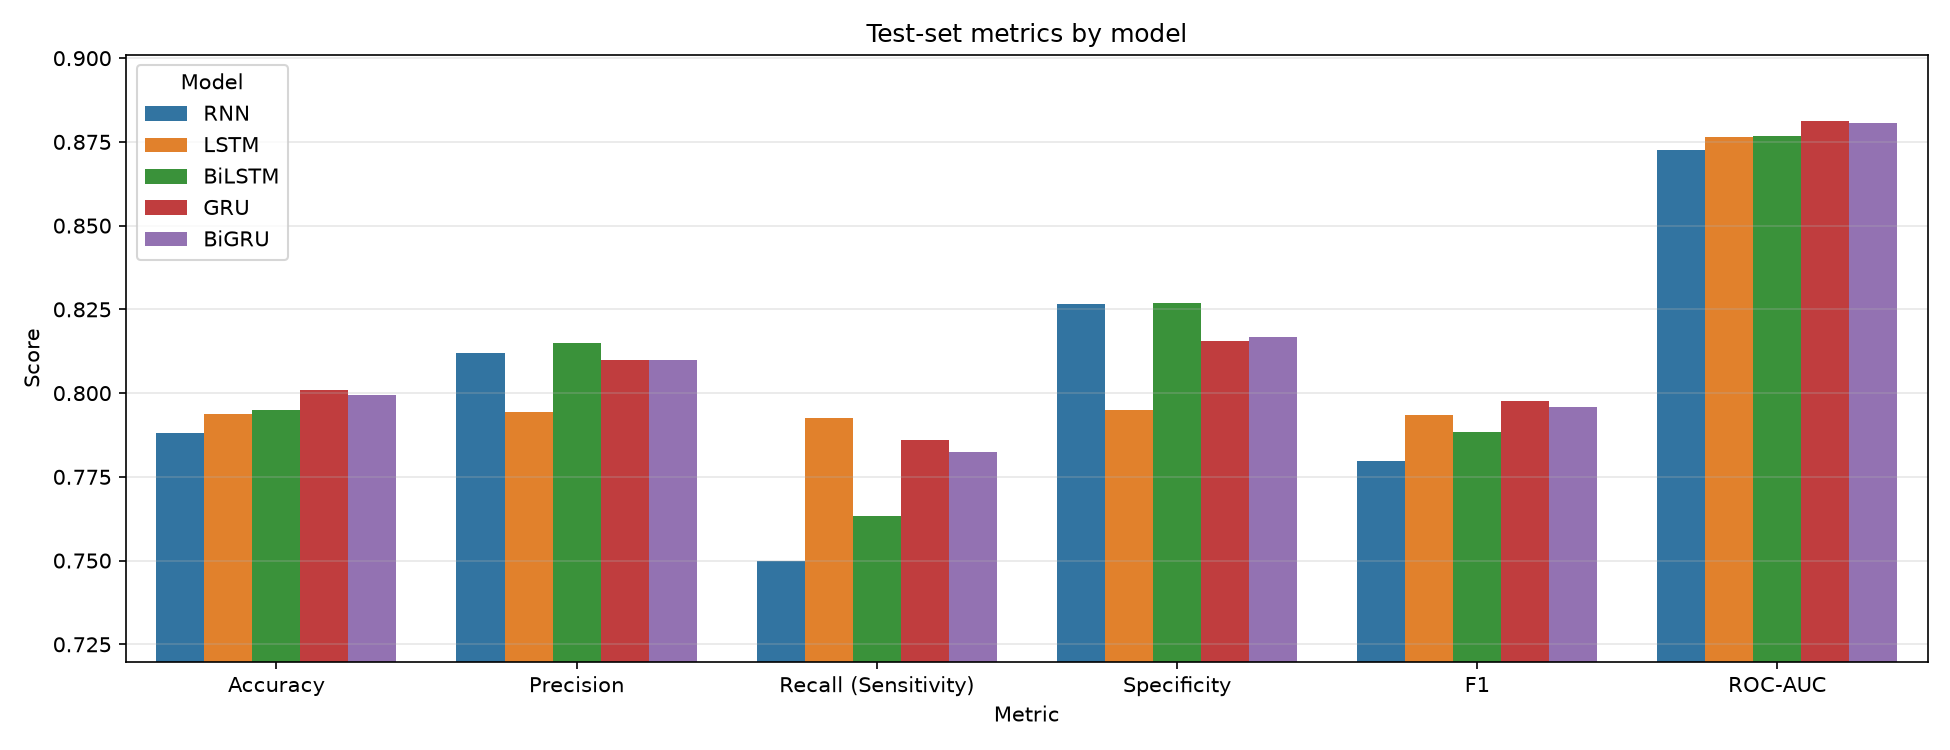 Test-set metrics by model
0.900
0.875
0.850
0.825
0.800
0.775
0.750
0.725
Score
Model
RNN
LSTM
BiLSTM
GRU
BiGRU
Accuracy
Precision
Recall (Sensitivity)
Specificity
F1
ROC-AUC
Metric